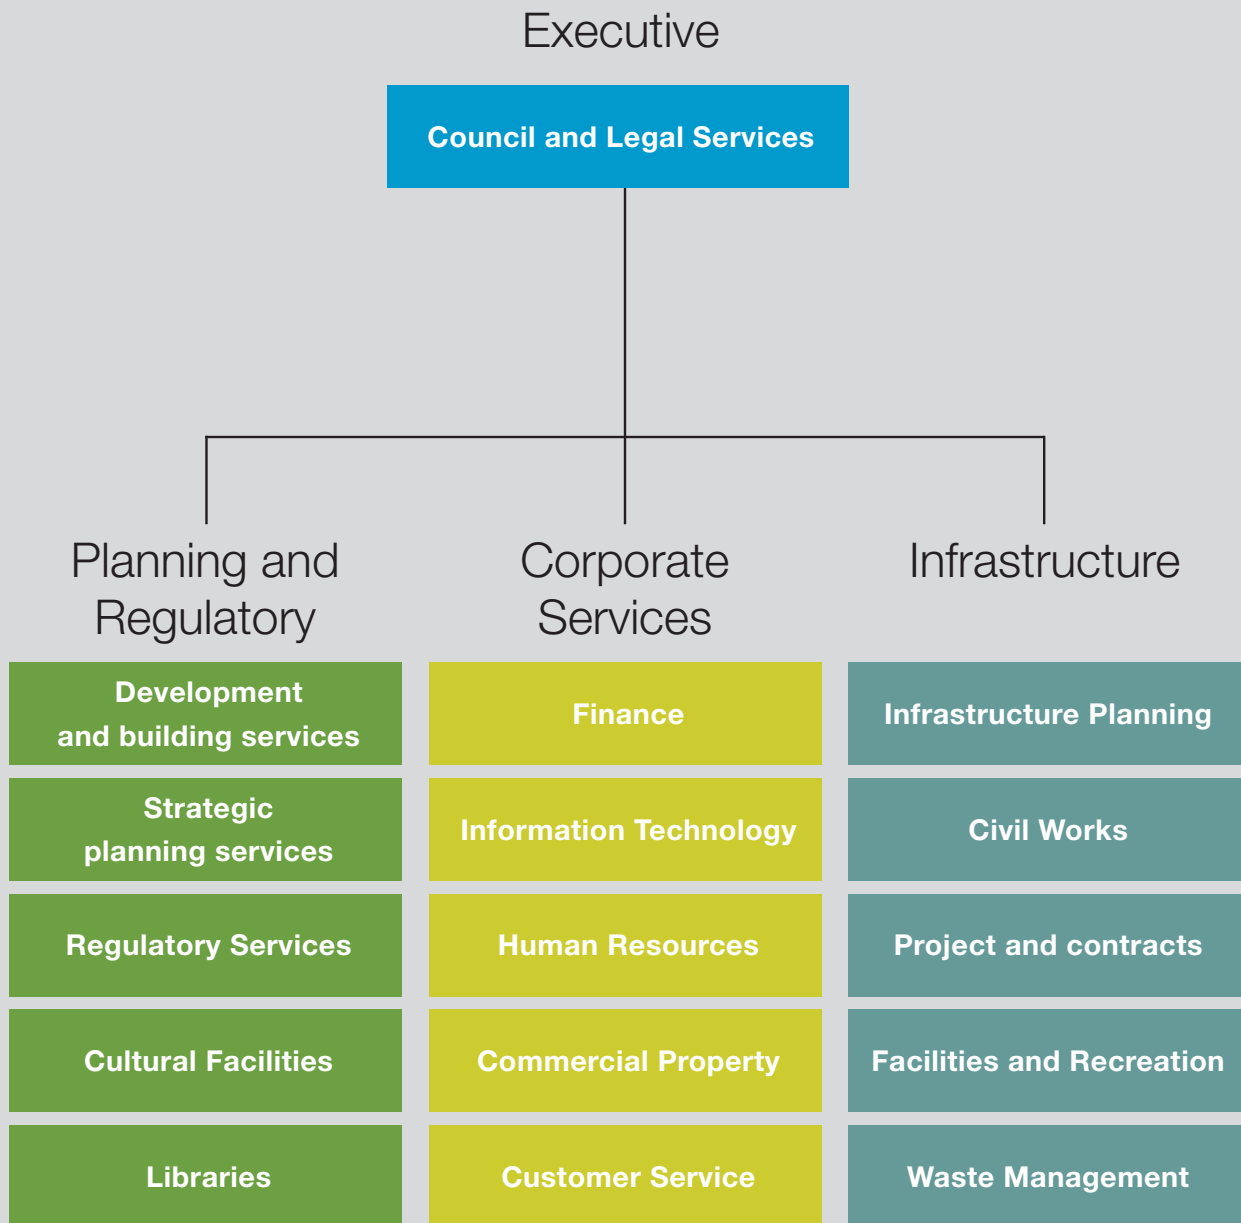 Executive
Council and Legal Services
Planning and
Regulatory
Development
and building services
Strategic
planning services
Regulatory Services
Cultural Facilities
Libraries
Corporate
Services
Finance
Information Technology
Human Resources
Commercial Property
Customer Service
Infrastructure
Infrastructure Planning
Civil Works
Project and contracts
Facilities and Recreation
Waste Management